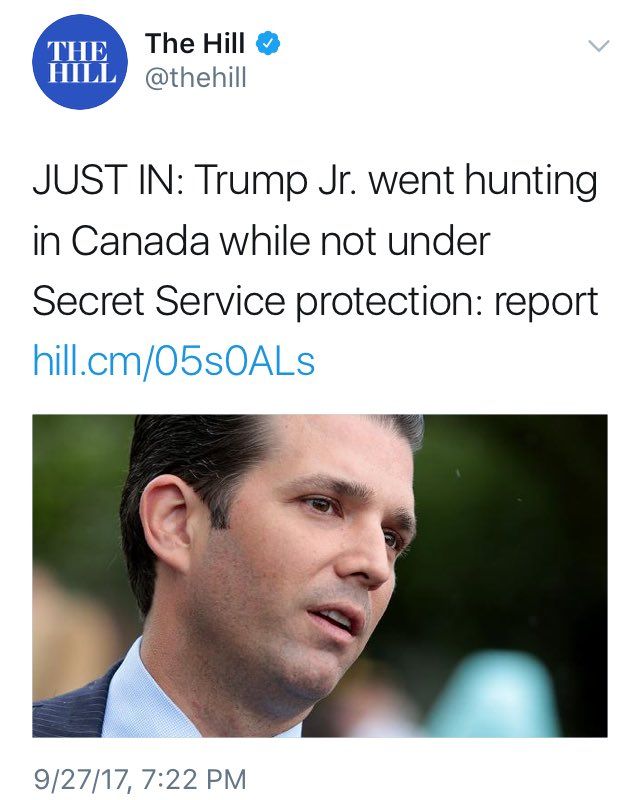 THE
HILL
The Hill
@thehill
JUST IN: Trump Jr. went hunting
in Canada while not under
Secret Service protection: report
hill.cm/05s0ALs
9/27/17, 7:22 PM